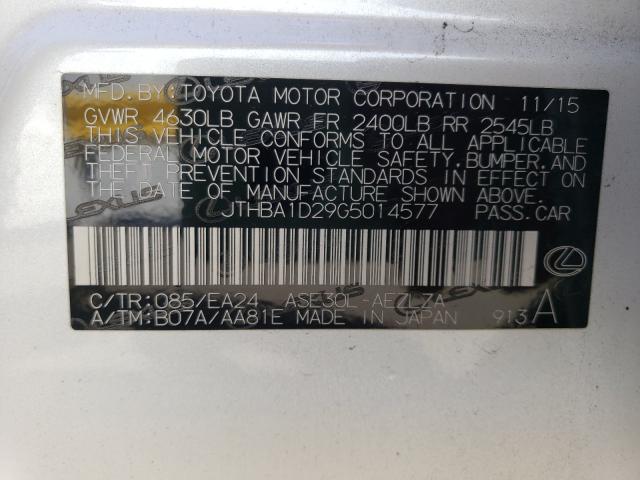 MFD.BY:TOYOTA MOTOR CORPORATION 11/15
GVWR 4630LB GAWR FR 2400LB RR 2545LB
THIS VEHICLE CONFORMS TO ALL APPLICABLE
FEDERAL MOTOR VEHICLE SAFETY,BUMPER,AND
THEFT PREVENTION STANDARDS IN EFFECT ON
THE DATE OF MANUFACTURE SHOWN ABOVE.
JTHBA1D29G5014577 PASS.CAR
C/TR:085/EA24 ASE30L-AEZLZA
A/TM:B07A/AA81E MADE IN JAPAN 913 A